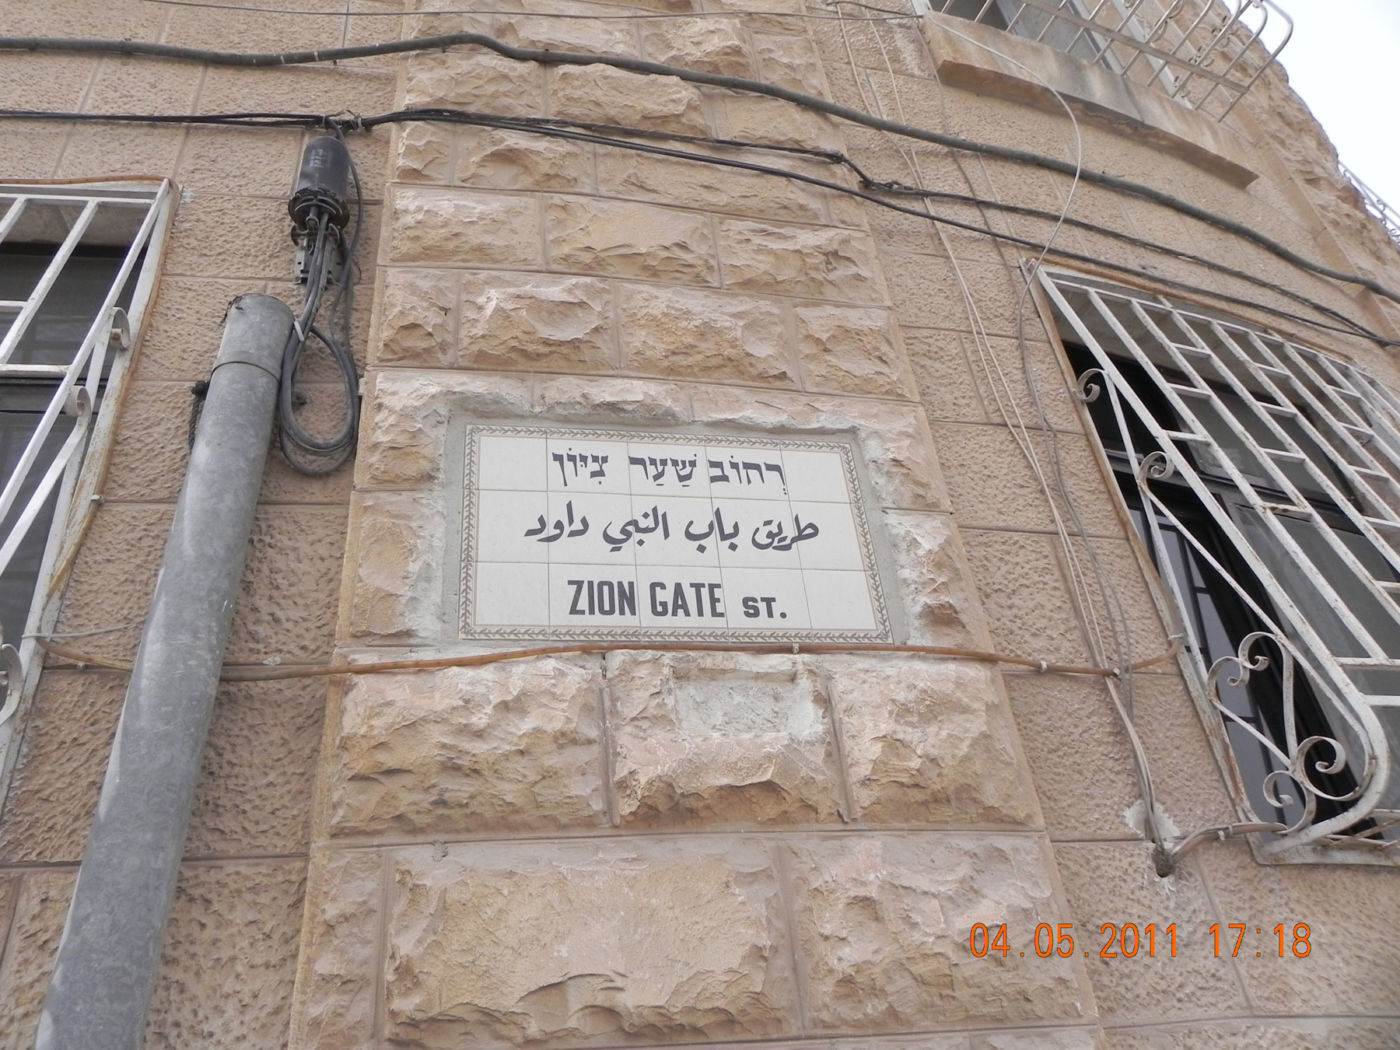 רְחוֹב שַׁעַר צִיּוֹן
طريق باب النبي داود
ZION GATE ST.
04.05.2011 17:18